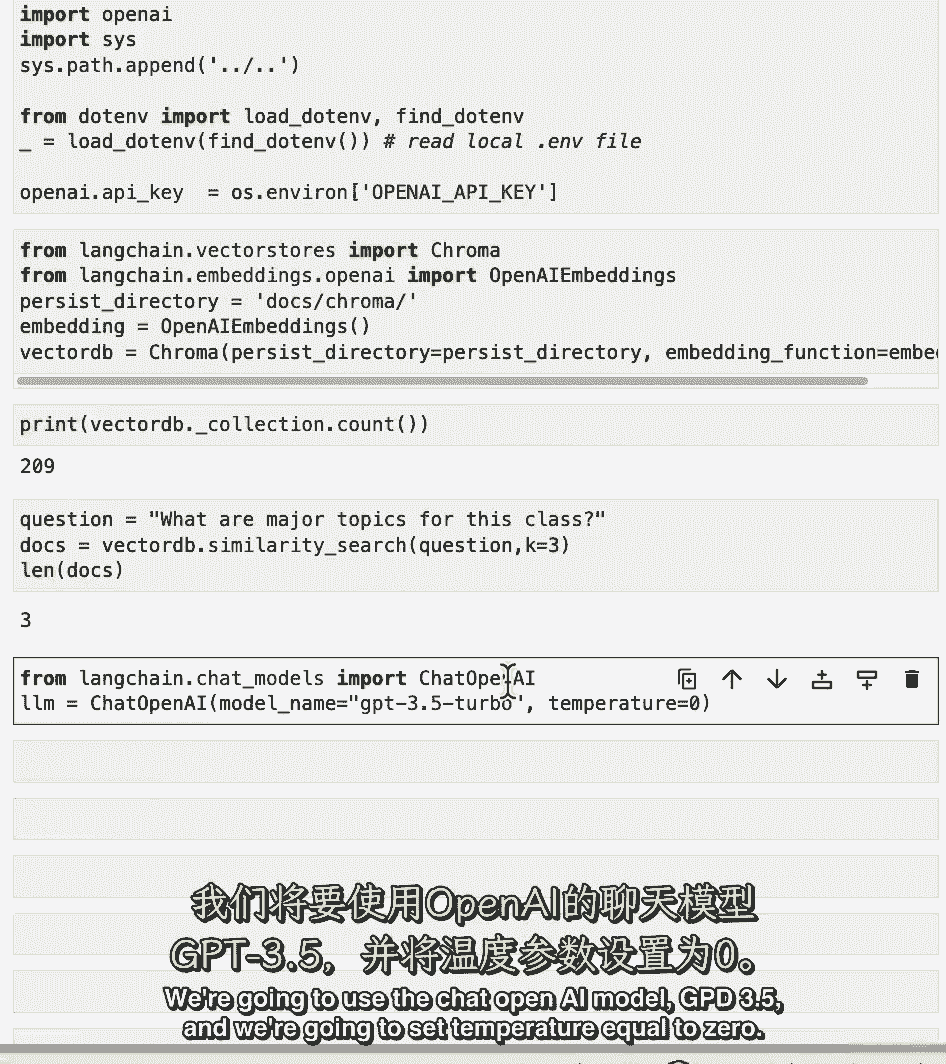 import openai
import sys
sys.path.append('../..')
from dotenv import load_dotenv, find_dotenv
_ = load_dotenv(find_dotenv()) # read local .env file
openai.api_key  = os.environ['OPENAI_API_KEY']
from langchain.vectorstores import Chroma
from langchain.embeddings.openai import OpenAIEmbeddings
persist_directory = 'docs/chroma/'
embedding = OpenAIEmbeddings()
vectordb = Chroma(persist_directory=persist_directory, embedding_function=embe
print(vectordb._collection.count())
209
question = "What are major topics for this class?"
docs = vectordb.similarity_search(question,k=3)
len(docs)
3
from langchain.chat_models import ChatOpenAI
llm = ChatOpenAI(model_name="gpt-3.5-turbo", temperature=0)
我们将要使用OpenAI的聊天模型
GPT-3.5，并将温度参数设置为0。
We're going to use the chat open AI model, GPD 3.5,
and we're going to set temperature equal to zero.